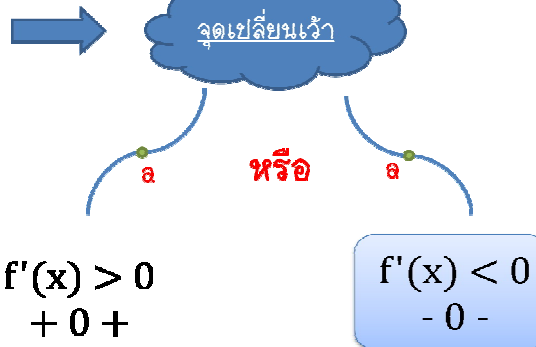 จุดเปลี่ยนเว้า
a
หรือ
a
f'(x) > 0
+ 0 +
f'(x) < 0
- 0 -